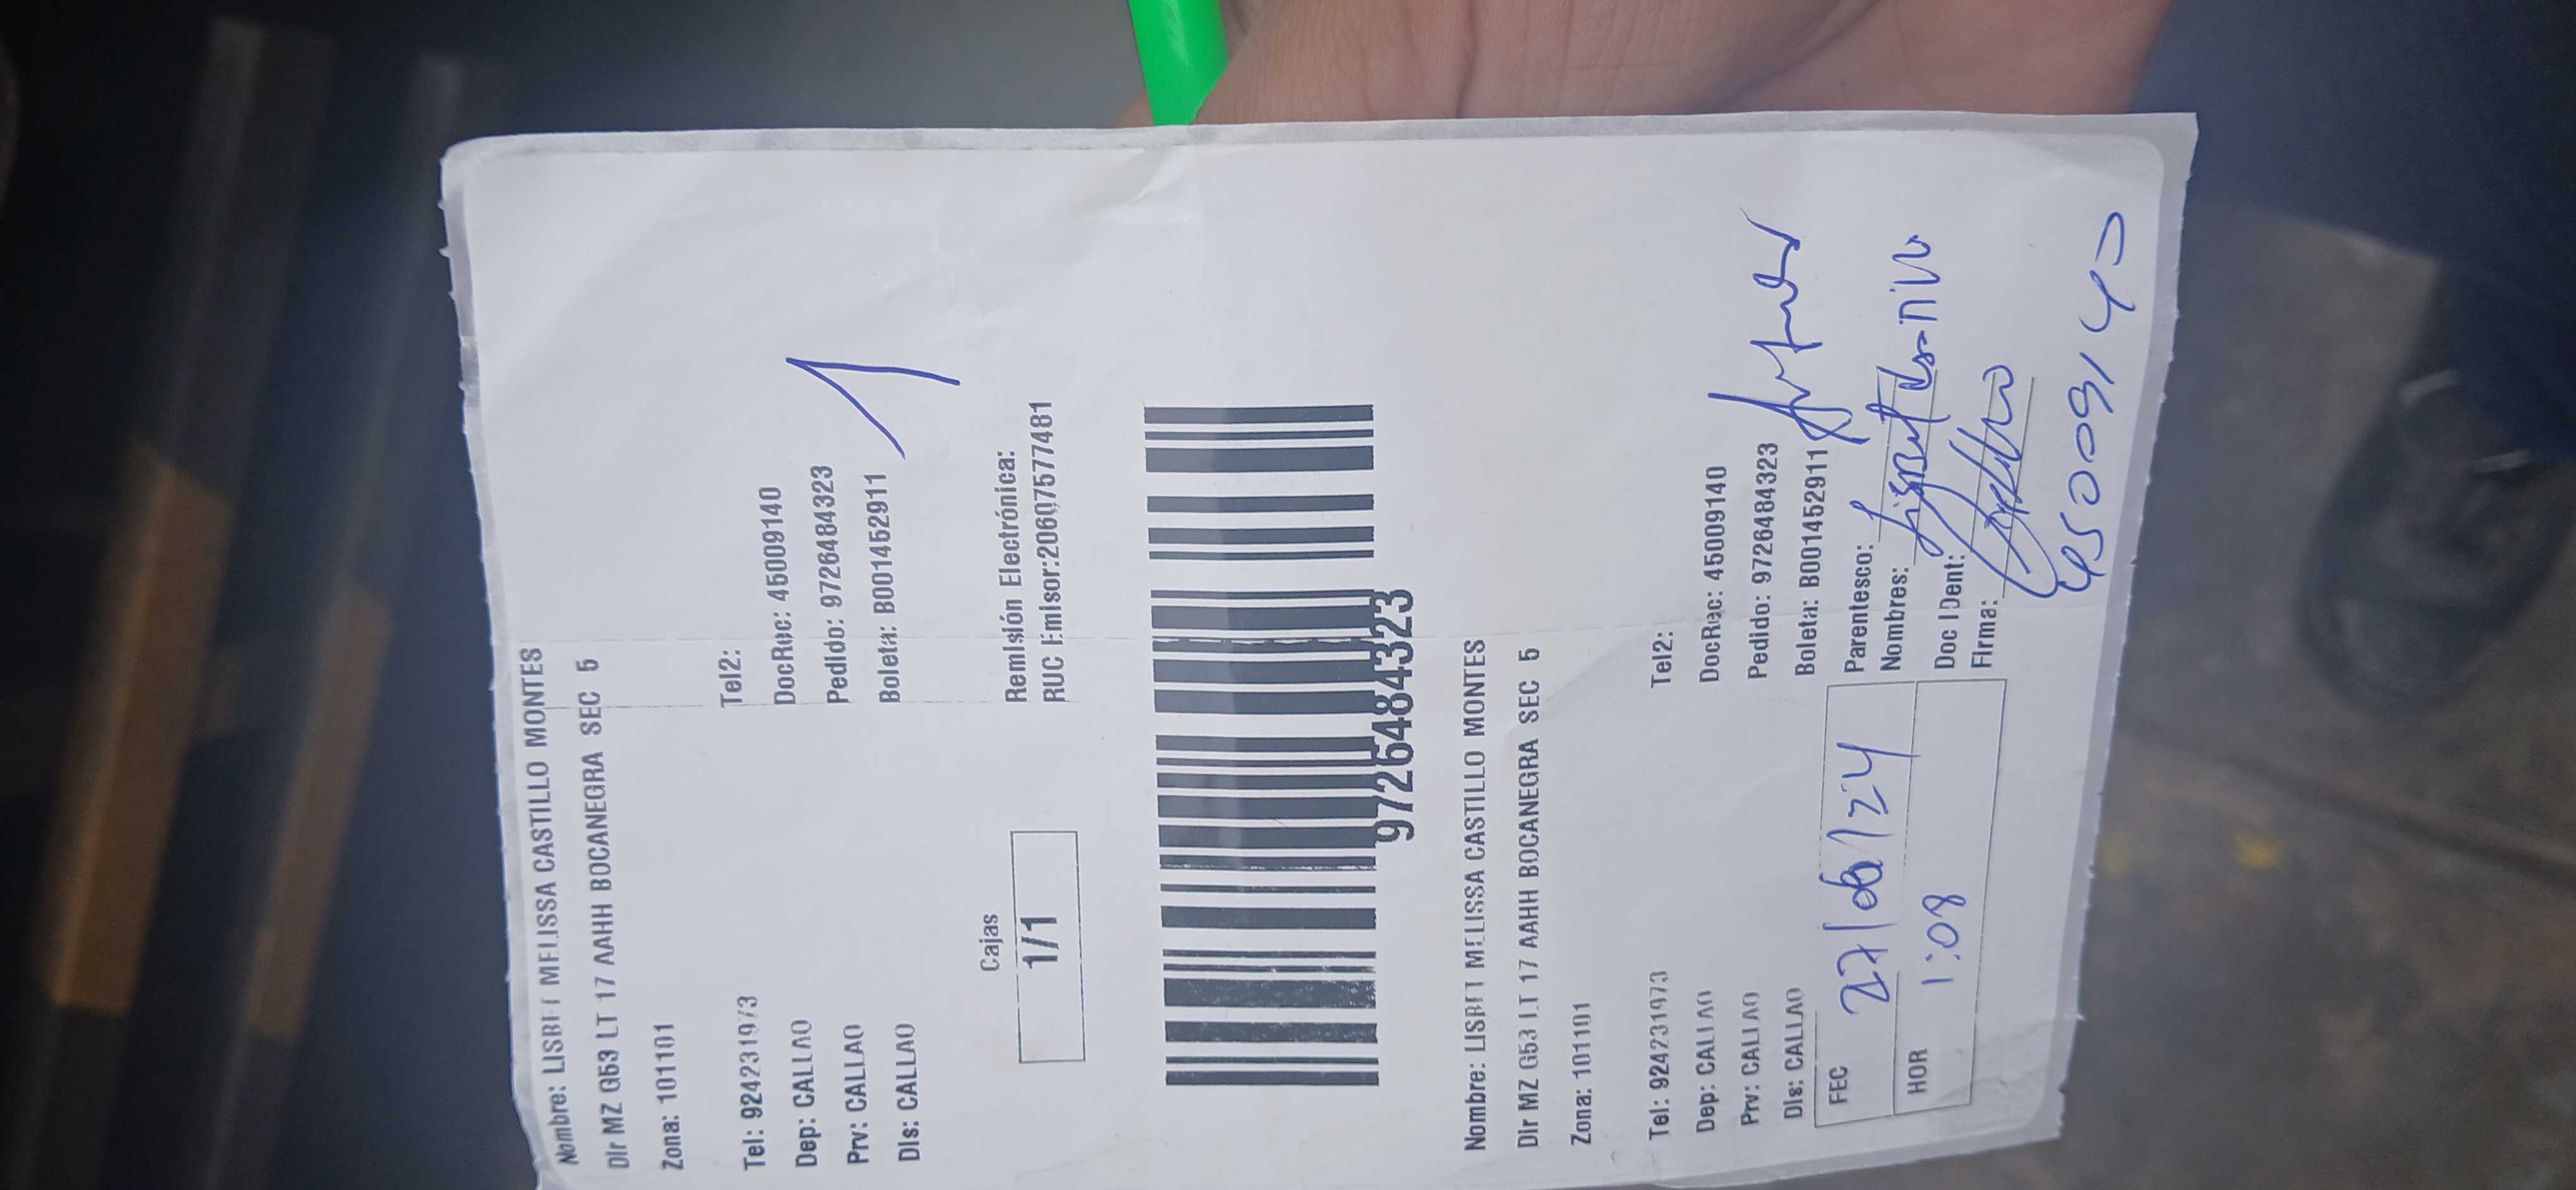 Nombre: LISBET MELISSA CASTILLO MONTES
Dir MZ G53 LT 17 AAHH BOCANEGRA SEC 5
Zona: 101101
Tel: 924231973 Tel2:
Dep: CALLAO DocRec: 45009140
Prv: CALLAO Pedido: 972648432​3
Dis: CALLAO Boleta: B001452911
Cajas Remisión Electrónica:
1/1 RUC Emisor:20607577481
9726484323
Nombre: LISBET MELISSA CASTILLO MONTES
Dir MZ G53 LT 17 AAHH BOCANEGRA SEC 5
Zona: 101101
Tel: 924231973 Tel2:
Dep: CALLAO DocRec: 45009140
Prv: CALLAO Pedido: 9726484323
Dis: CALLAO Boleta: B001452911
FEC 27/06/24 Parentesco:
Nombres:
HOR 1:08 Doc IDent:
Firma:
45009140